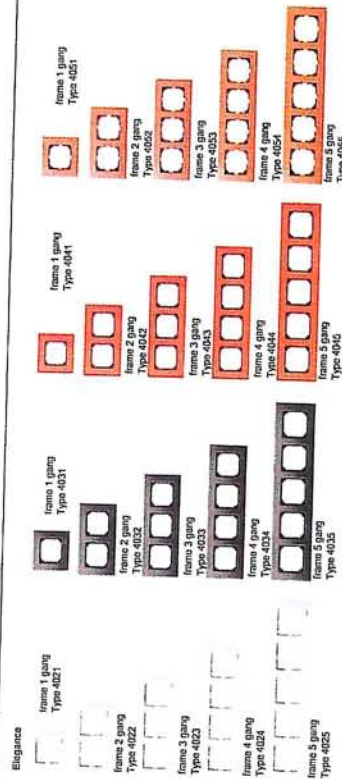 Elegance
frame 1 gang
Type 4021
frame 2 gang
Type 4022
frame 3 gang
Type 4023
frame 4 gang
Type 4024
frame 5 gang
Type 4025
frame 1 gang
Type 4031
frame 2 gang
Type 4032
frame 3 gang
Type 4033
frame 4 gang
Type 4034
frame 5 gang
Type 4035
frame 1 gang
Type 4041
frame 2 gang
Type 4042
frame 3 gang
Type 4043
frame 4 gang
Type 4044
frame 5 gang
Type 4045
frame 1 gang
Type 4051
frame 2 gang
Type 4052
frame 3 gang
Type 4053
frame 4 gang
Type 4054
frame 5 gang
Type 4055